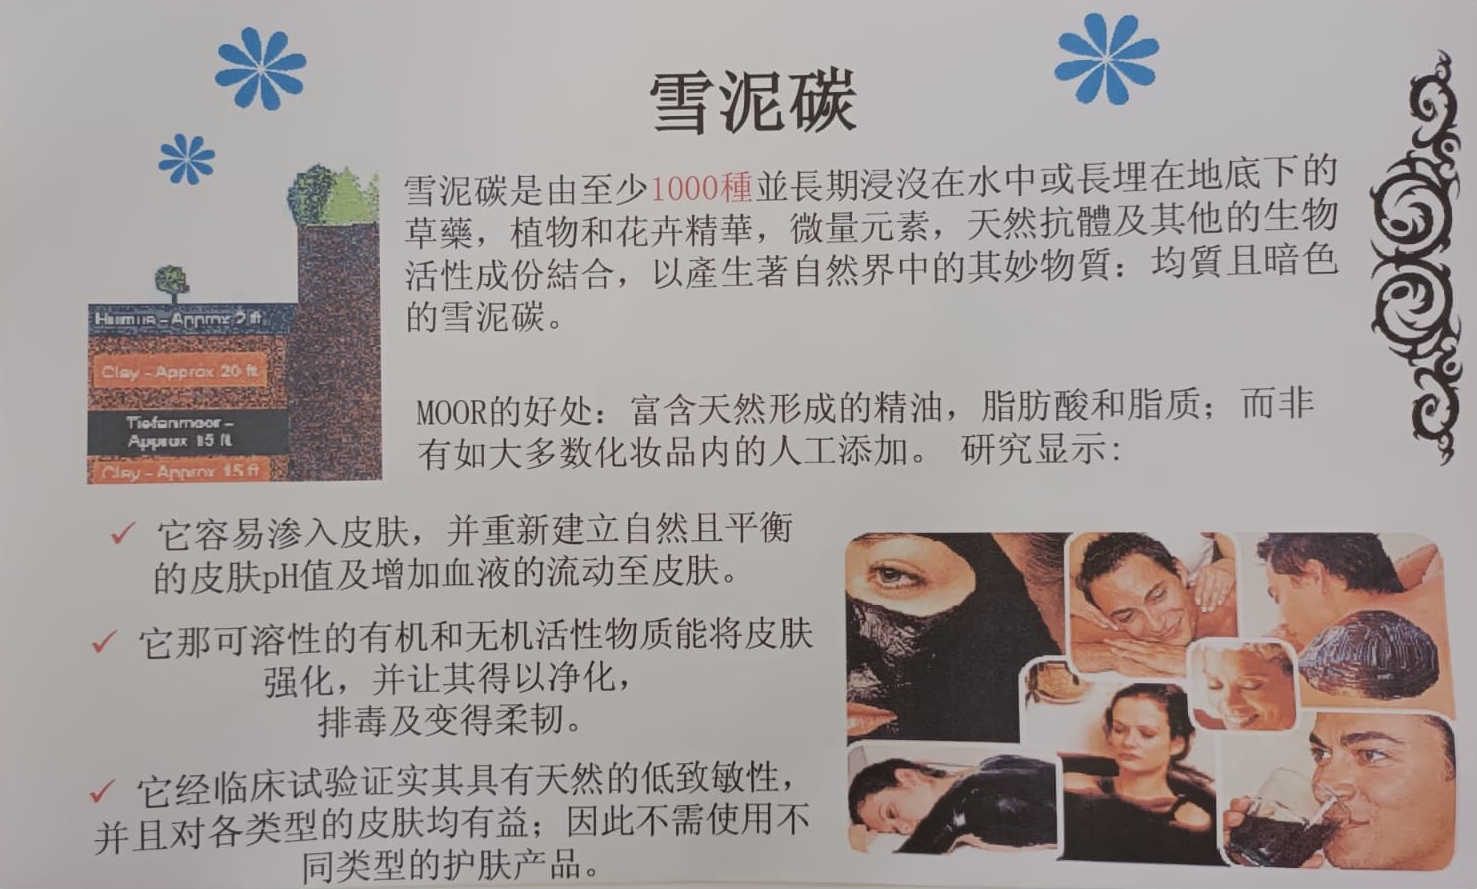 雪泥碳
雪泥碳是由至少1000種並長期浸沒在水中或長埋在地底下的
草藥，植物和花卉精華，微量元素，天然抗體及其他的生物
活性成份結合，以產生著自然界中的其妙物質：均質且暗色
的雪泥碳。
Humus - Approx 2 ft.
Clay - Approx 20 ft.
Tiefenmoor -
Approx 15 ft.
Clay - Approx 15 ft
MOOR的好处：富含天然形成的精油，脂肪酸和脂质；而非
有如大多数化妆品内的人工添加。 研究显示：
✓ 它容易渗入皮肤，并重新建立自然且平衡
的皮肤pH值及增加血液的流动至皮肤。
✓ 它那可溶性的有机和无机活性物质能将皮肤
强化，并让其得以净化，
排毒及变得柔韧。
✓ 它经临床试验证实其具有天然的低致敏性，
并且对各类型的皮肤均有益；因此不需使用不
同类型的护肤产品。